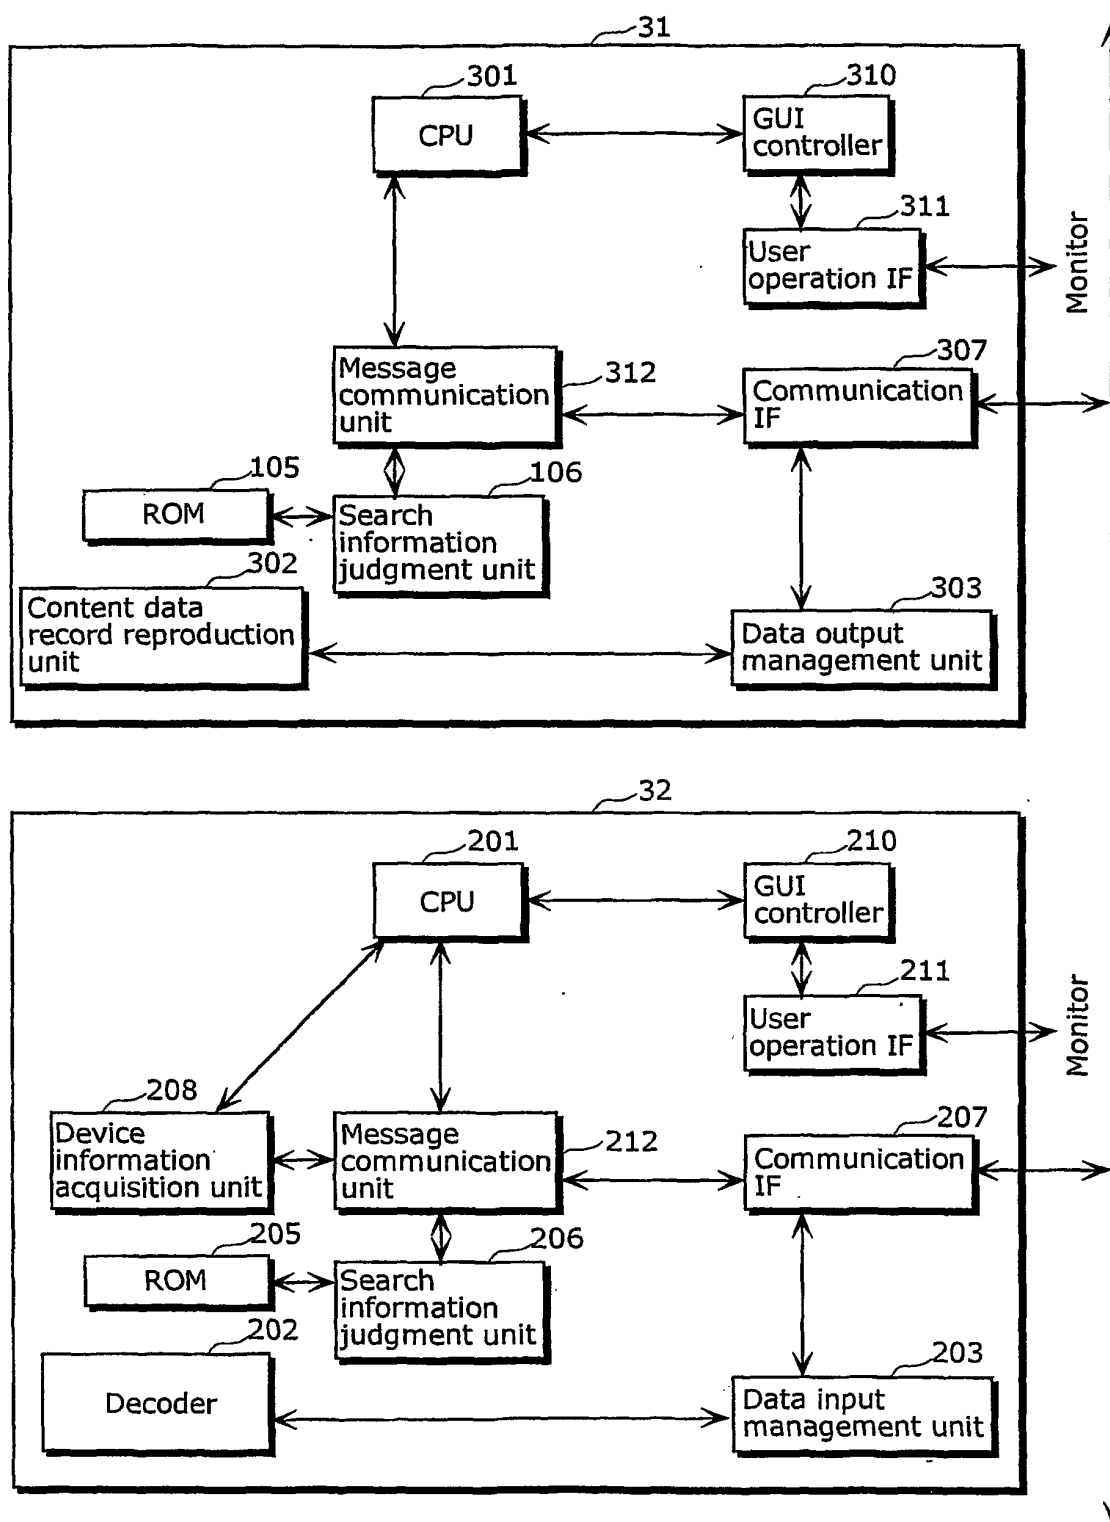 31
301
310
CPU
GUI
controller
311
User
operation IF
Monitor
307
Message
communication
unit
312
Communication
IF
105
106
ROM
Search
information
judgment unit
302
303
Content data
record reproduction
unit
Data output
management unit
32
201
210
CPU
GUI
controller
211
User
operation IF
Monitor
208
207
Device
information
acquisition unit
Message
communication
unit
212
Communication
IF
205
206
ROM
Search
information
judgment unit
202
203
Decoder
Data input
management unit